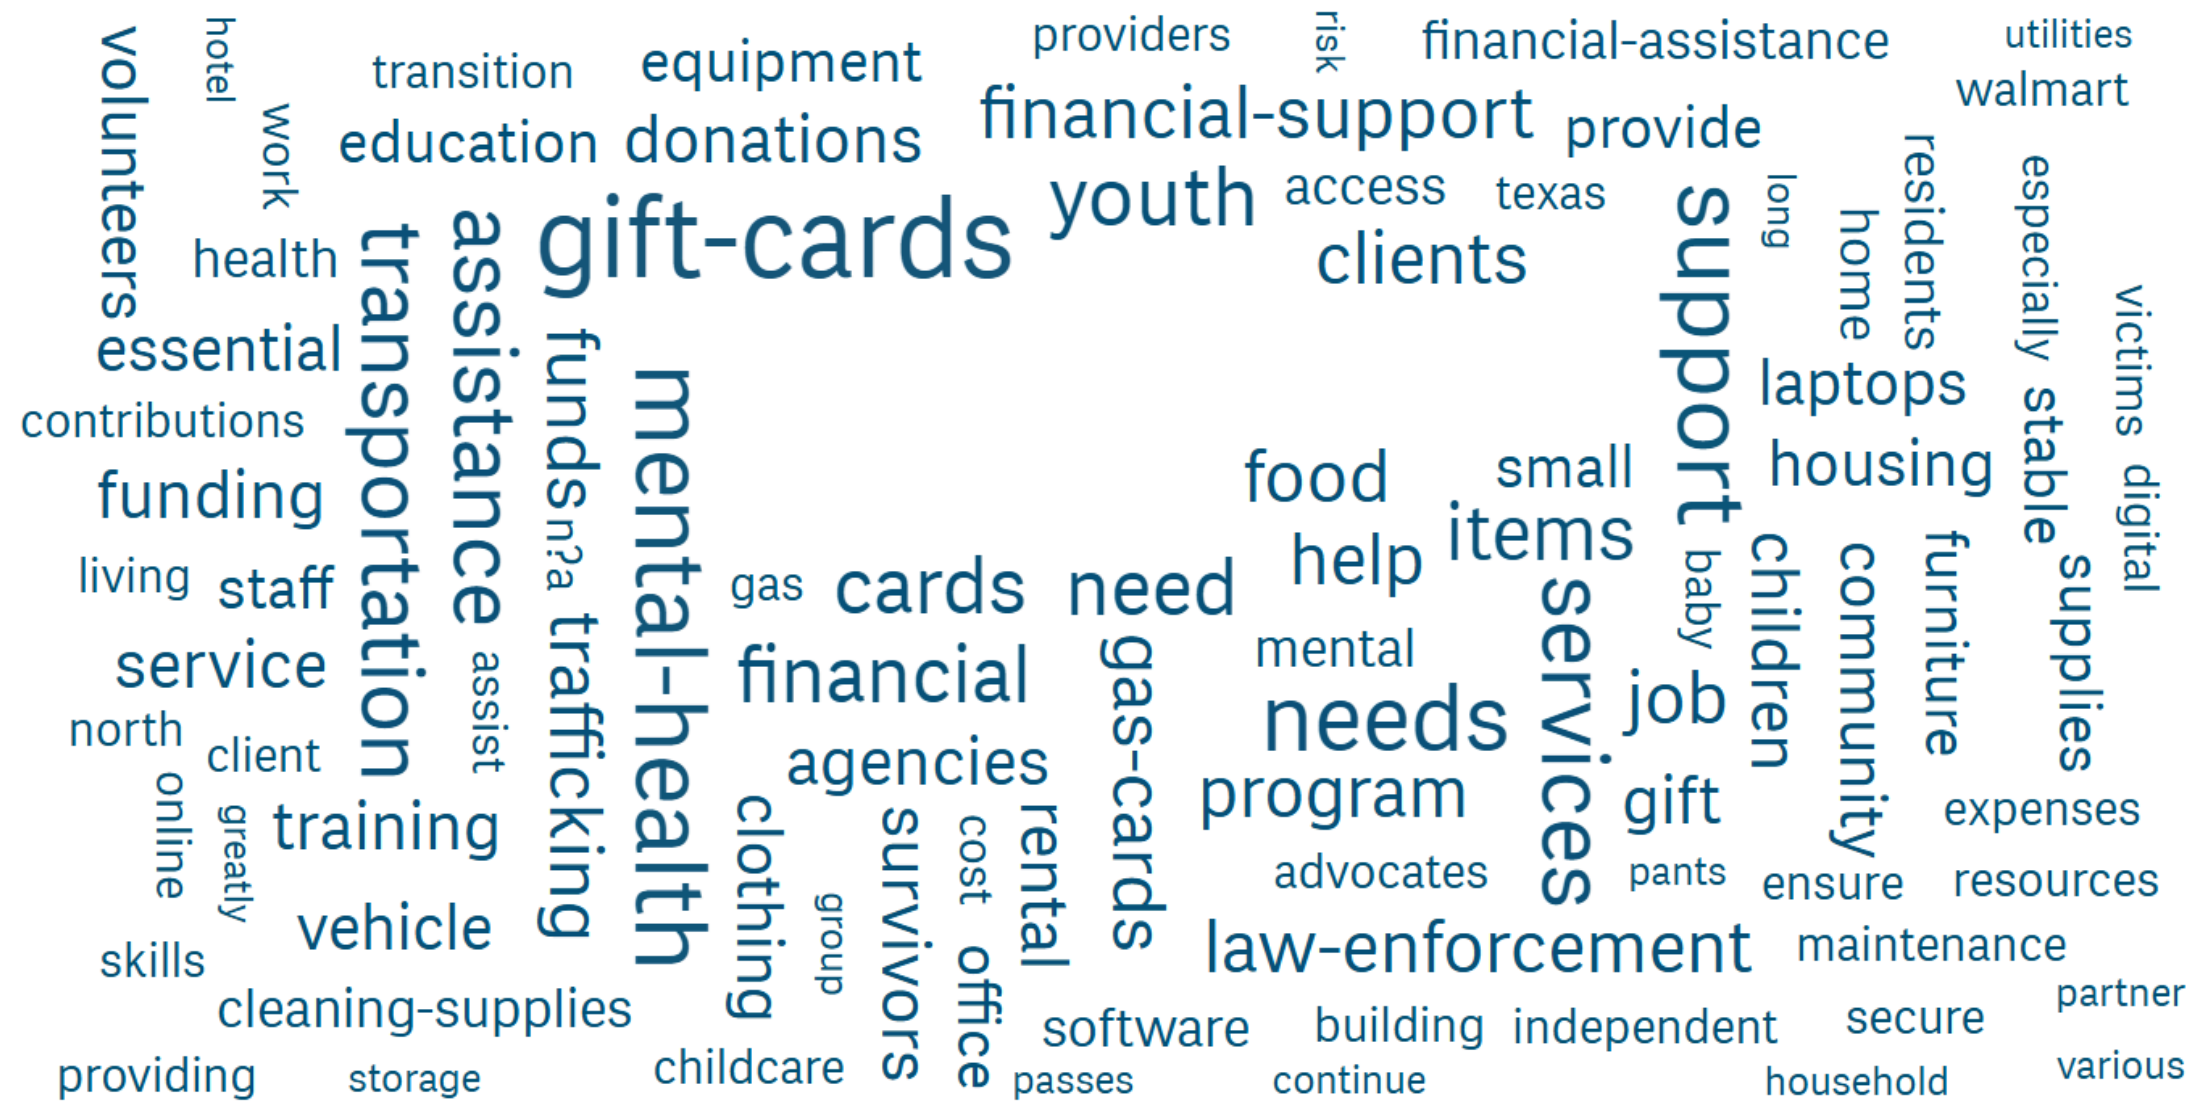 volunteers
hotel
work
transition
equipment
providers
risk
financial-assistance
utilities
walmart
education
donations
financial-support
provide
residents
especially
health
transportation
assistance
gift-cards
youth
access
texas
clients
support
long
home
victims
essential
funds
mental-health
laptops
stable
contributions
funding
food
small
housing
digital
living
staff
n?a
gas
cards
need
help
items
services
baby
children
community
furniture
supplies
service
assist
trafficking
financial
gas-cards
mental
needs
job
north
client
agencies
program
gift
online
greatly
training
clothing
survivors
cost
rental
expenses
vehicle
group
advocates
pants
ensure
resources
skills
office
law-enforcement
maintenance
cleaning-supplies
software
building
independent
secure
partner
providing
storage
childcare
passes
continue
household
various